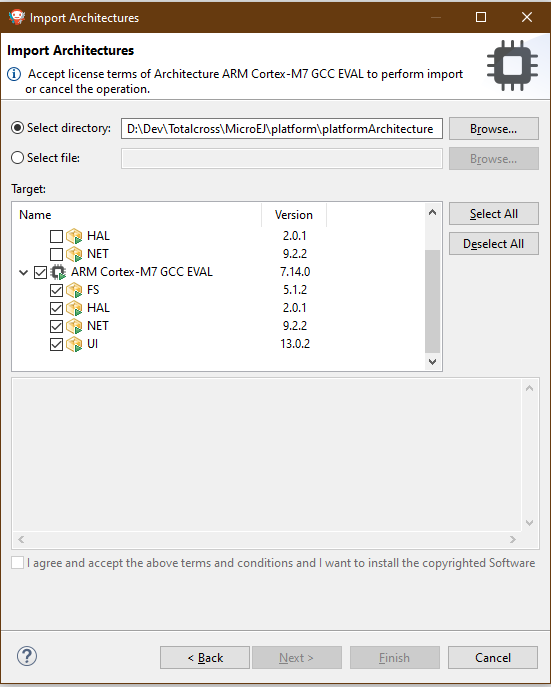 Import Architectures
Import Architectures
Accept license terms of Architecture ARM Cortex-M7 GCC EVAL to perform import
or cancel the operation.
Select directory: D:\Dev\Totalcross\MicroEJ\platform\platformArchitecture Browse...
Select file: Browse...
Target:
Name Version Select All
HAL 2.0.1
NET 9.2.2 Deselect All
ARM Cortex-M7 GCC EVAL 7.14.0
FS 5.1.2
HAL 2.0.1
NET 9.2.2
UI 13.0.2
I agree and accept the above terms and conditions and I want to install the copyrighted Software
? < Back Next > Finish Cancel